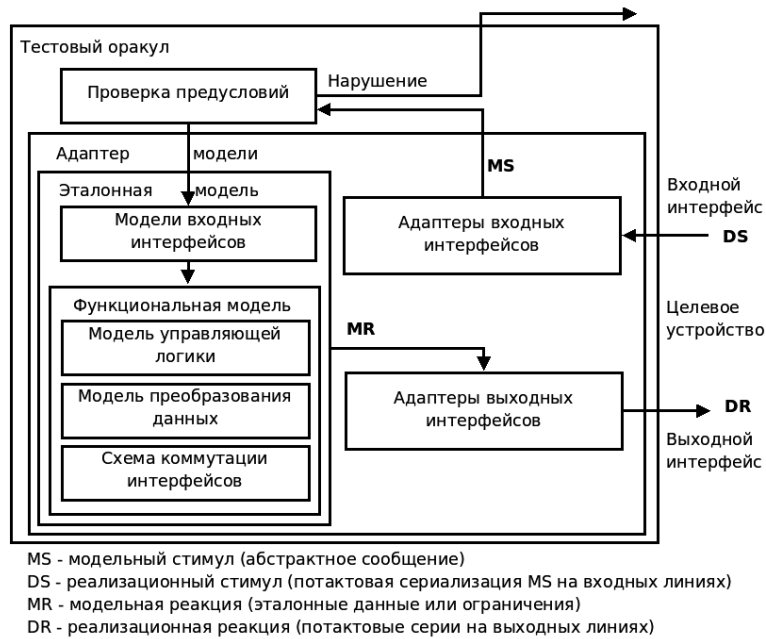 Тестовый оракул
Проверка предусловий
Нарушение
Адаптер модели
MS
Эталонная модель
Входной
интерфейс
Модели входных
интерфейсов
Адаптеры входных
интерфейсов
DS
Функциональная модель
Целевое
устройство
Модель управляющей
логики
MR
Модель преобразования
данных
Адаптеры выходных
интерфейсов
DR
Выходной
интерфейс
Схема коммутации
интерфейсов
MS - модельный стимул (абстрактное сообщение)
DS - реализационный стимул (потактовая сериализация MS на входных линиях)
MR - модельная реакция (эталонные данные или ограничения)
DR - реализационная реакция (потактовые серии на выходных линиях)